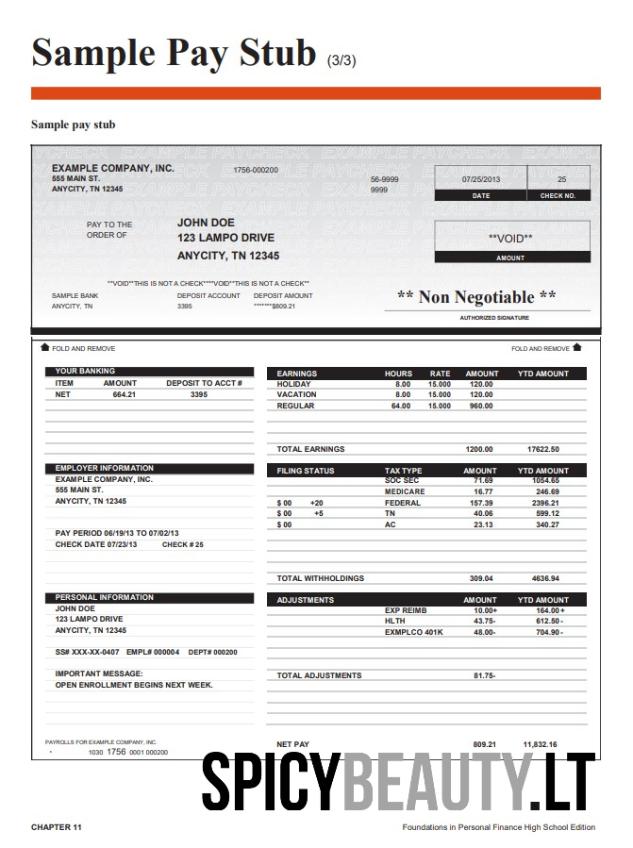 Sample Pay Stub (3/3)
Sample pay stub
EXAMPLE COMPANY, INC. 1756-000200
555 MAIN ST.
ANYCITY, TN 12345
56-9999
9999
07/25/2013 25
DATE CHECK NO.
PAY TO THE
ORDER OF
JOHN DOE
123 LAMPO DRIVE
ANYCITY, TN 12345
**VOID**
AMOUNT
**VOID**THIS IS NOT A CHECK****VOID**THIS IS NOT A CHECK**
SAMPLE BANK DEPOSIT ACCOUNT DEPOSIT AMOUNT
ANYCITY, TN 3395 *******$809.21
** Non Negotiable **
AUTHORIZED SIGNATURE
FOLD AND REMOVE FOLD AND REMOVE
YOUR BANKING
ITEM AMOUNT DEPOSIT TO ACCT #
NET 664.21 3395
EARNINGS HOURS RATE AMOUNT YTD AMOUNT
HOLIDAY 8.00 15.000 120.00
VACATION 8.00 15.000 120.00
REGULAR 64.00 15.000 960.00
TOTAL EARNINGS 1200.00 17622.50
EMPLOYER INFORMATION
EXAMPLE COMPANY, INC.
555 MAIN ST.
ANYCITY, TN 12345
PAY PERIOD 06/19/13 TO 07/02/13
CHECK DATE 07/23/13 CHECK # 25
FILING STATUS TAX TYPE AMOUNT YTD AMOUNT
SOC SEC 71.69 1054.65
MEDICARE 16.77 246.69
$ 00 +20 FEDERAL 157.39 2396.21
$ 00 +5 TN 40.06 599.12
$ 00 AC 23.13 340.27
TOTAL WITHHOLDINGS 309.04 4636.94
PERSONAL INFORMATION
JOHN DOE
123 LAMPO DRIVE
ANYCITY, TN 12345
SS# XXX-XX-0407 EMPL# 000004 DEPT# 000200
IMPORTANT MESSAGE:
OPEN ENROLLMENT BEGINS NEXT WEEK.
ADJUSTMENTS AMOUNT YTD AMOUNT
EXP REIMB 10.00+ 164.00+
HLTH 43.75- 612.50-
EXMPLCO 401K 48.00- 704.90-
TOTAL ADJUSTMENTS 81.75-
PAYROLLS FOR EXAMPLE COMPANY, INC.
1030 1756 0001 000200
NET PAY 809.21 11,832.16
SPICYBEAUTY.LT
CHAPTER 11 Foundations in Personal Finance High School Edition